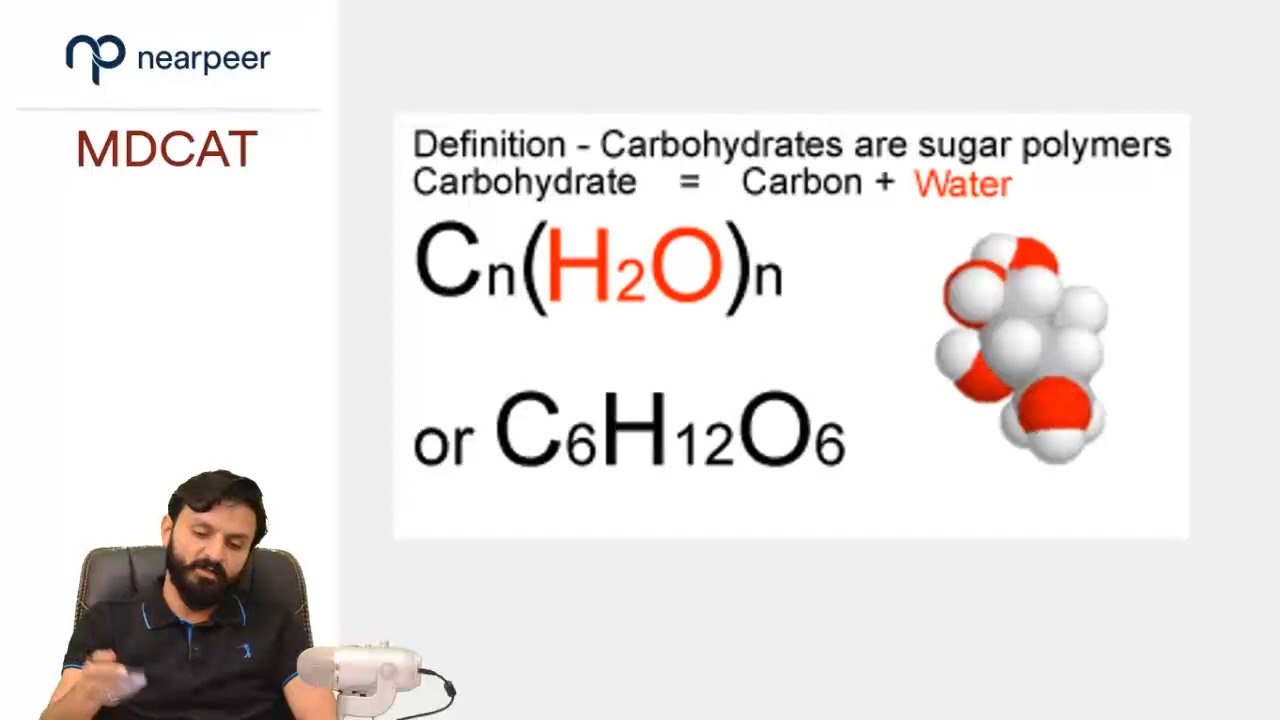 nearpeer
MDCAT
Definition - Carbohydrates are sugar polymers
Carbohydrate = Carbon + Water
Cn(H2O)n
or C6H12O6